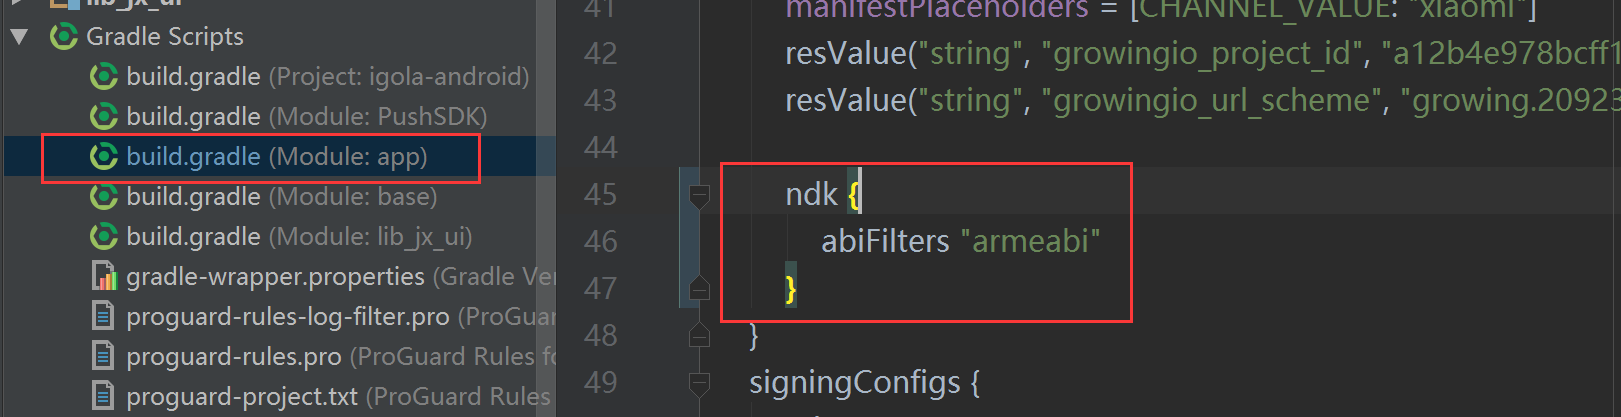 lib_jx_ui
Gradle Scripts
build.gradle (Project: igola-android)
build.gradle (Module: PushSDK)
build.gradle (Module: app)
build.gradle (Module: base)
build.gradle (Module: lib_jx_ui)
gradle-wrapper.properties (Gradle Ver
proguard-rules-log-filter.pro (ProGuar
proguard-rules.pro (ProGuard Rules fo
proguard-project.txt (ProGuard Rules
41 manifestPlaceholders = [CHANNEL_VALUE: "xiaomi"]
42 resValue("string", "growingio_project_id", "a12b4e978bcff1
43 resValue("string", "growingio_url_scheme", "growing.20923
44
45 ndk {
46 abiFilters "armeabi"
47 }
48 }
49 signingConfigs {